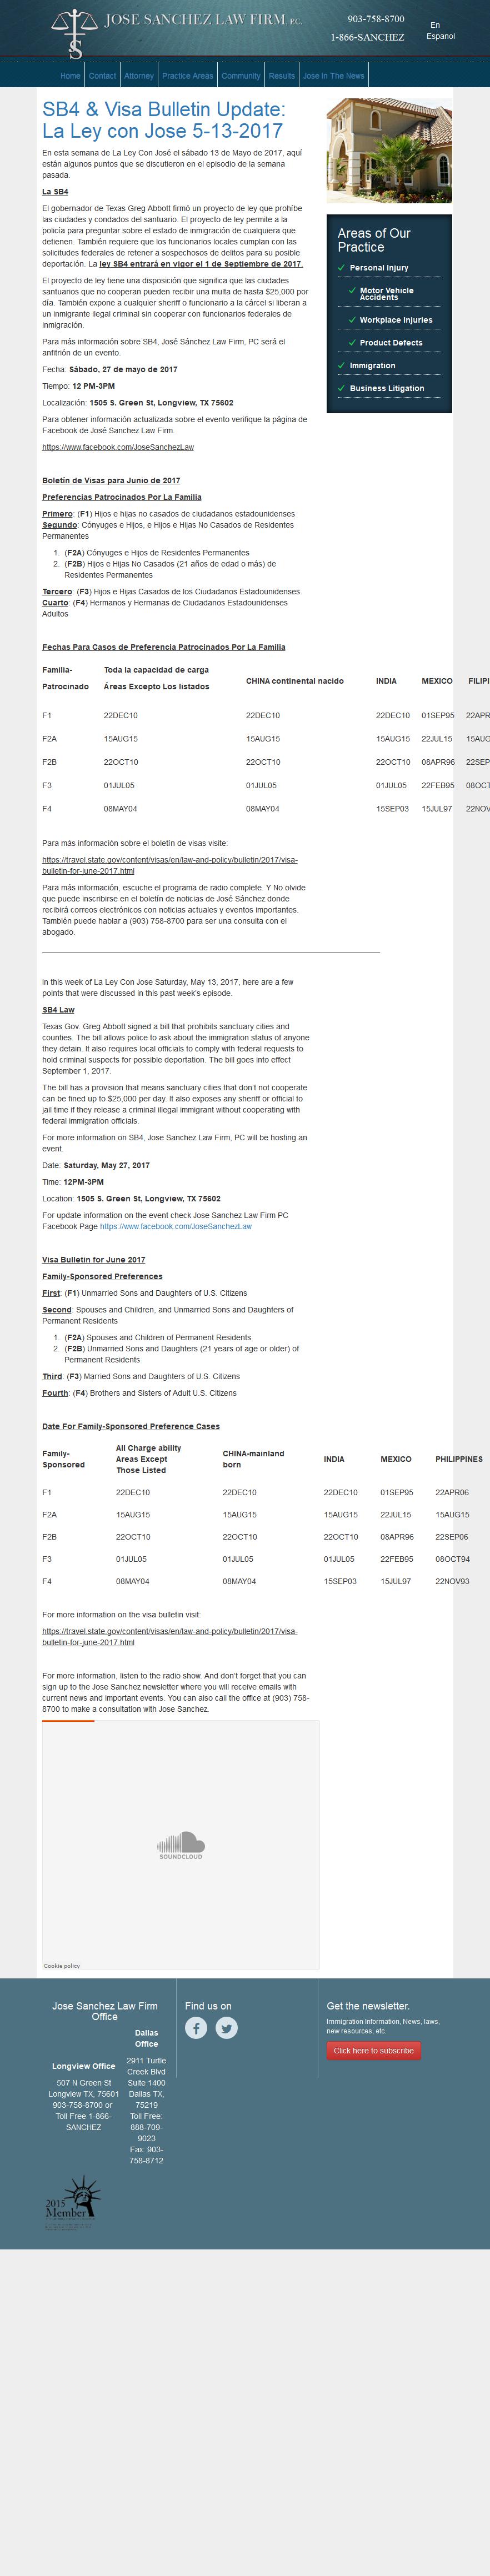 JOSE SANCHEZ LAW FIRM, P.C.
903-758-8700
1-866-SANCHEZ
En
Espanol
Home
Contact
Attorney
Practice Areas
Community
Results
Jose In The News
SB4 & Visa Bulletin Update:
La Ley con Jose 5-13-2017
En esta semana de La Ley Con José el sábado 13 de Mayo de 2017, aquí
están algunos puntos que se discutieron en el episodio de la semana
pasada.
La SB4
El gobernador de Texas Greg Abbott firmó un proyecto de ley que prohíbe
las ciudades y condados del santuario. El proyecto de ley permite a la
policía para preguntar sobre el estado de inmigración de cualquiera que
detienen. También requiere que los funcionarios locales cumplan con las
solicitudes federales de retener a sospechosos de delitos para su posible
deportación. La ley SB4 entrará en vigor el 1 de Septiembre de 2017.
El proyecto de ley tiene una disposición que significa que las ciudades
santuarios que no cooperan pueden recibir una multa de hasta $25,000 por
día. También expone a cualquier sheriff o funcionario a la cárcel si liberan a
un inmigrante ilegal criminal sin cooperar con funcionarios federales de
inmigración.
Para más información sobre SB4, José Sánchez Law Firm, PC será el
anfitrión de un evento.
Fecha: Sábado, 27 de mayo de 2017
Tiempo: 12 PM-3PM
Localización: 1505 S. Green St, Longview, TX 75602
Para obtener información actualizada sobre el evento verifique la página de
Facebook de José Sanchez Law Firm.
https://www.facebook.com/JoseSanchezLaw
Boletín de Visas para Junio de 2017
Preferencias Patrocinados Por La Familia
Primero: (F1) Hijos e hijas no casados de ciudadanos estadounidenses
Segundo: Cónyuges e Hijos, e Hijos e Hijas No Casados de Residentes
Permanentes
1. (F2A) Cónyuges e Hijos de Residentes Permanentes
2. (F2B) Hijos e Hijas No Casados (21 años de edad o más) de
Residentes Permanentes
Tercero: (F3) Hijos e Hijas Casados de los Ciudadanos Estadounidenses
Cuarto: (F4) Hermanos y Hermanas de Ciudadanos Estadounidenses
Adultos
Fechas Para Casos de Preferencia Patrocinados Por La Familia
Familia- Toda la capacidad de carga
Patrocinado Áreas Excepto Los listados CHINA continental nacido INDIA MEXICO FILIPI
F1 22DEC10 22DEC10 22DEC10 01SEP95 22APR
F2A 15AUG15 15AUG15 15AUG15 22JUL15 15AUG
F2B 22OCT10 22OCT10 22OCT10 08APR96 22SEP
F3 01JUL05 01JUL05 01JUL05 22FEB95 08OCT
F4 08MAY04 08MAY04 15SEP03 15JUL97 22NOV
Para más información sobre el boletín de visas visite:
https://travel.state.gov/content/visas/en/law-and-policy/bulletin/2017/visa-
bulletin-for-june-2017.html
Para más información, escuche el programa de radio complete. Y No olvide
que puede inscribirse en el boletín de noticias de José Sánchez donde
recibirá correos electrónicos con noticias actuales y eventos importantes.
También puede hablar a (903) 758-8700 para ser una consulta con el
abogado.
In this week of La Ley Con Jose Saturday, May 13, 2017, here are a few
points that were discussed in this past week's episode.
SB4 Law
Texas Gov. Greg Abbott signed a bill that prohibits sanctuary cities and
counties. The bill allows police to ask about the immigration status of anyone
they detain. It also requires local officials to comply with federal requests to
hold criminal suspects for possible deportation. The bill goes into effect
September 1, 2017.
The bill has a provision that means sanctuary cities that don't not cooperate
can be fined up to $25,000 per day. It also exposes any sheriff or official to
jail time if they release a criminal illegal immigrant without cooperating with
federal immigration officials.
For more information on SB4, Jose Sanchez Law Firm, PC will be hosting an
event.
Date: Saturday, May 27, 2017
Time: 12PM-3PM
Location: 1505 S. Green St, Longview, TX 75602
For update information on the event check Jose Sanchez Law Firm PC
Facebook Page https://www.facebook.com/JoseSanchezLaw
Visa Bulletin for June 2017
Family-Sponsored Preferences
First: (F1) Unmarried Sons and Daughters of U.S. Citizens
Second: Spouses and Children, and Unmarried Sons and Daughters of
Permanent Residents
1. (F2A) Spouses and Children of Permanent Residents
2. (F2B) Unmarried Sons and Daughters (21 years of age or older) of
Permanent Residents
Third: (F3) Married Sons and Daughters of U.S. Citizens
Fourth: (F4) Brothers and Sisters of Adult U.S. Citizens
Date For Family-Sponsored Preference Cases
Family-Sponsored All Charge ability Areas Except Those Listed CHINA-mainland born INDIA MEXICO PHILIPPINES
F1 22DEC10 22DEC10 22DEC10 01SEP95 22APR06
F2A 15AUG15 15AUG15 15AUG15 22JUL15 15AUG15
F2B 22OCT10 22OCT10 22OCT10 08APR96 22SEP06
F3 01JUL05 01JUL05 01JUL05 22FEB95 08OCT94
F4 08MAY04 08MAY04 15SEP03 15JUL97 22NOV93
For more information on the visa bulletin visit:
https://travel.state.gov/content/visas/en/law-and-policy/bulletin/2017/visa-
bulletin-for-june-2017.html
For more information, listen to the radio show. And don't forget that you can
sign up to the Jose Sanchez newsletter where you will receive emails with
current news and important events. You can also call the office at (903) 758-
8700 to make a consultation with Jose Sanchez.
SOUNDCLOUD
Cookie policy
Areas of Our
Practice
Personal Injury
Motor Vehicle
Accidents
Workplace Injuries
Product Defects
Immigration
Business Litigation
Jose Sanchez Law Firm
Office
Longview Office
507 N Green St
Longview TX, 75601
903-758-8700 or
Toll Free 1-866-
SANCHEZ
Dallas
Office
2911 Turtle
Creek Blvd
Suite 1400
Dallas TX,
75219
Toll Free:
888-709-
9023
Fax: 903-
758-8712
2015
Member
Find us on
Get the newsletter.
Immigration Information, News, laws,
new resources, etc.
Click here to subscribe